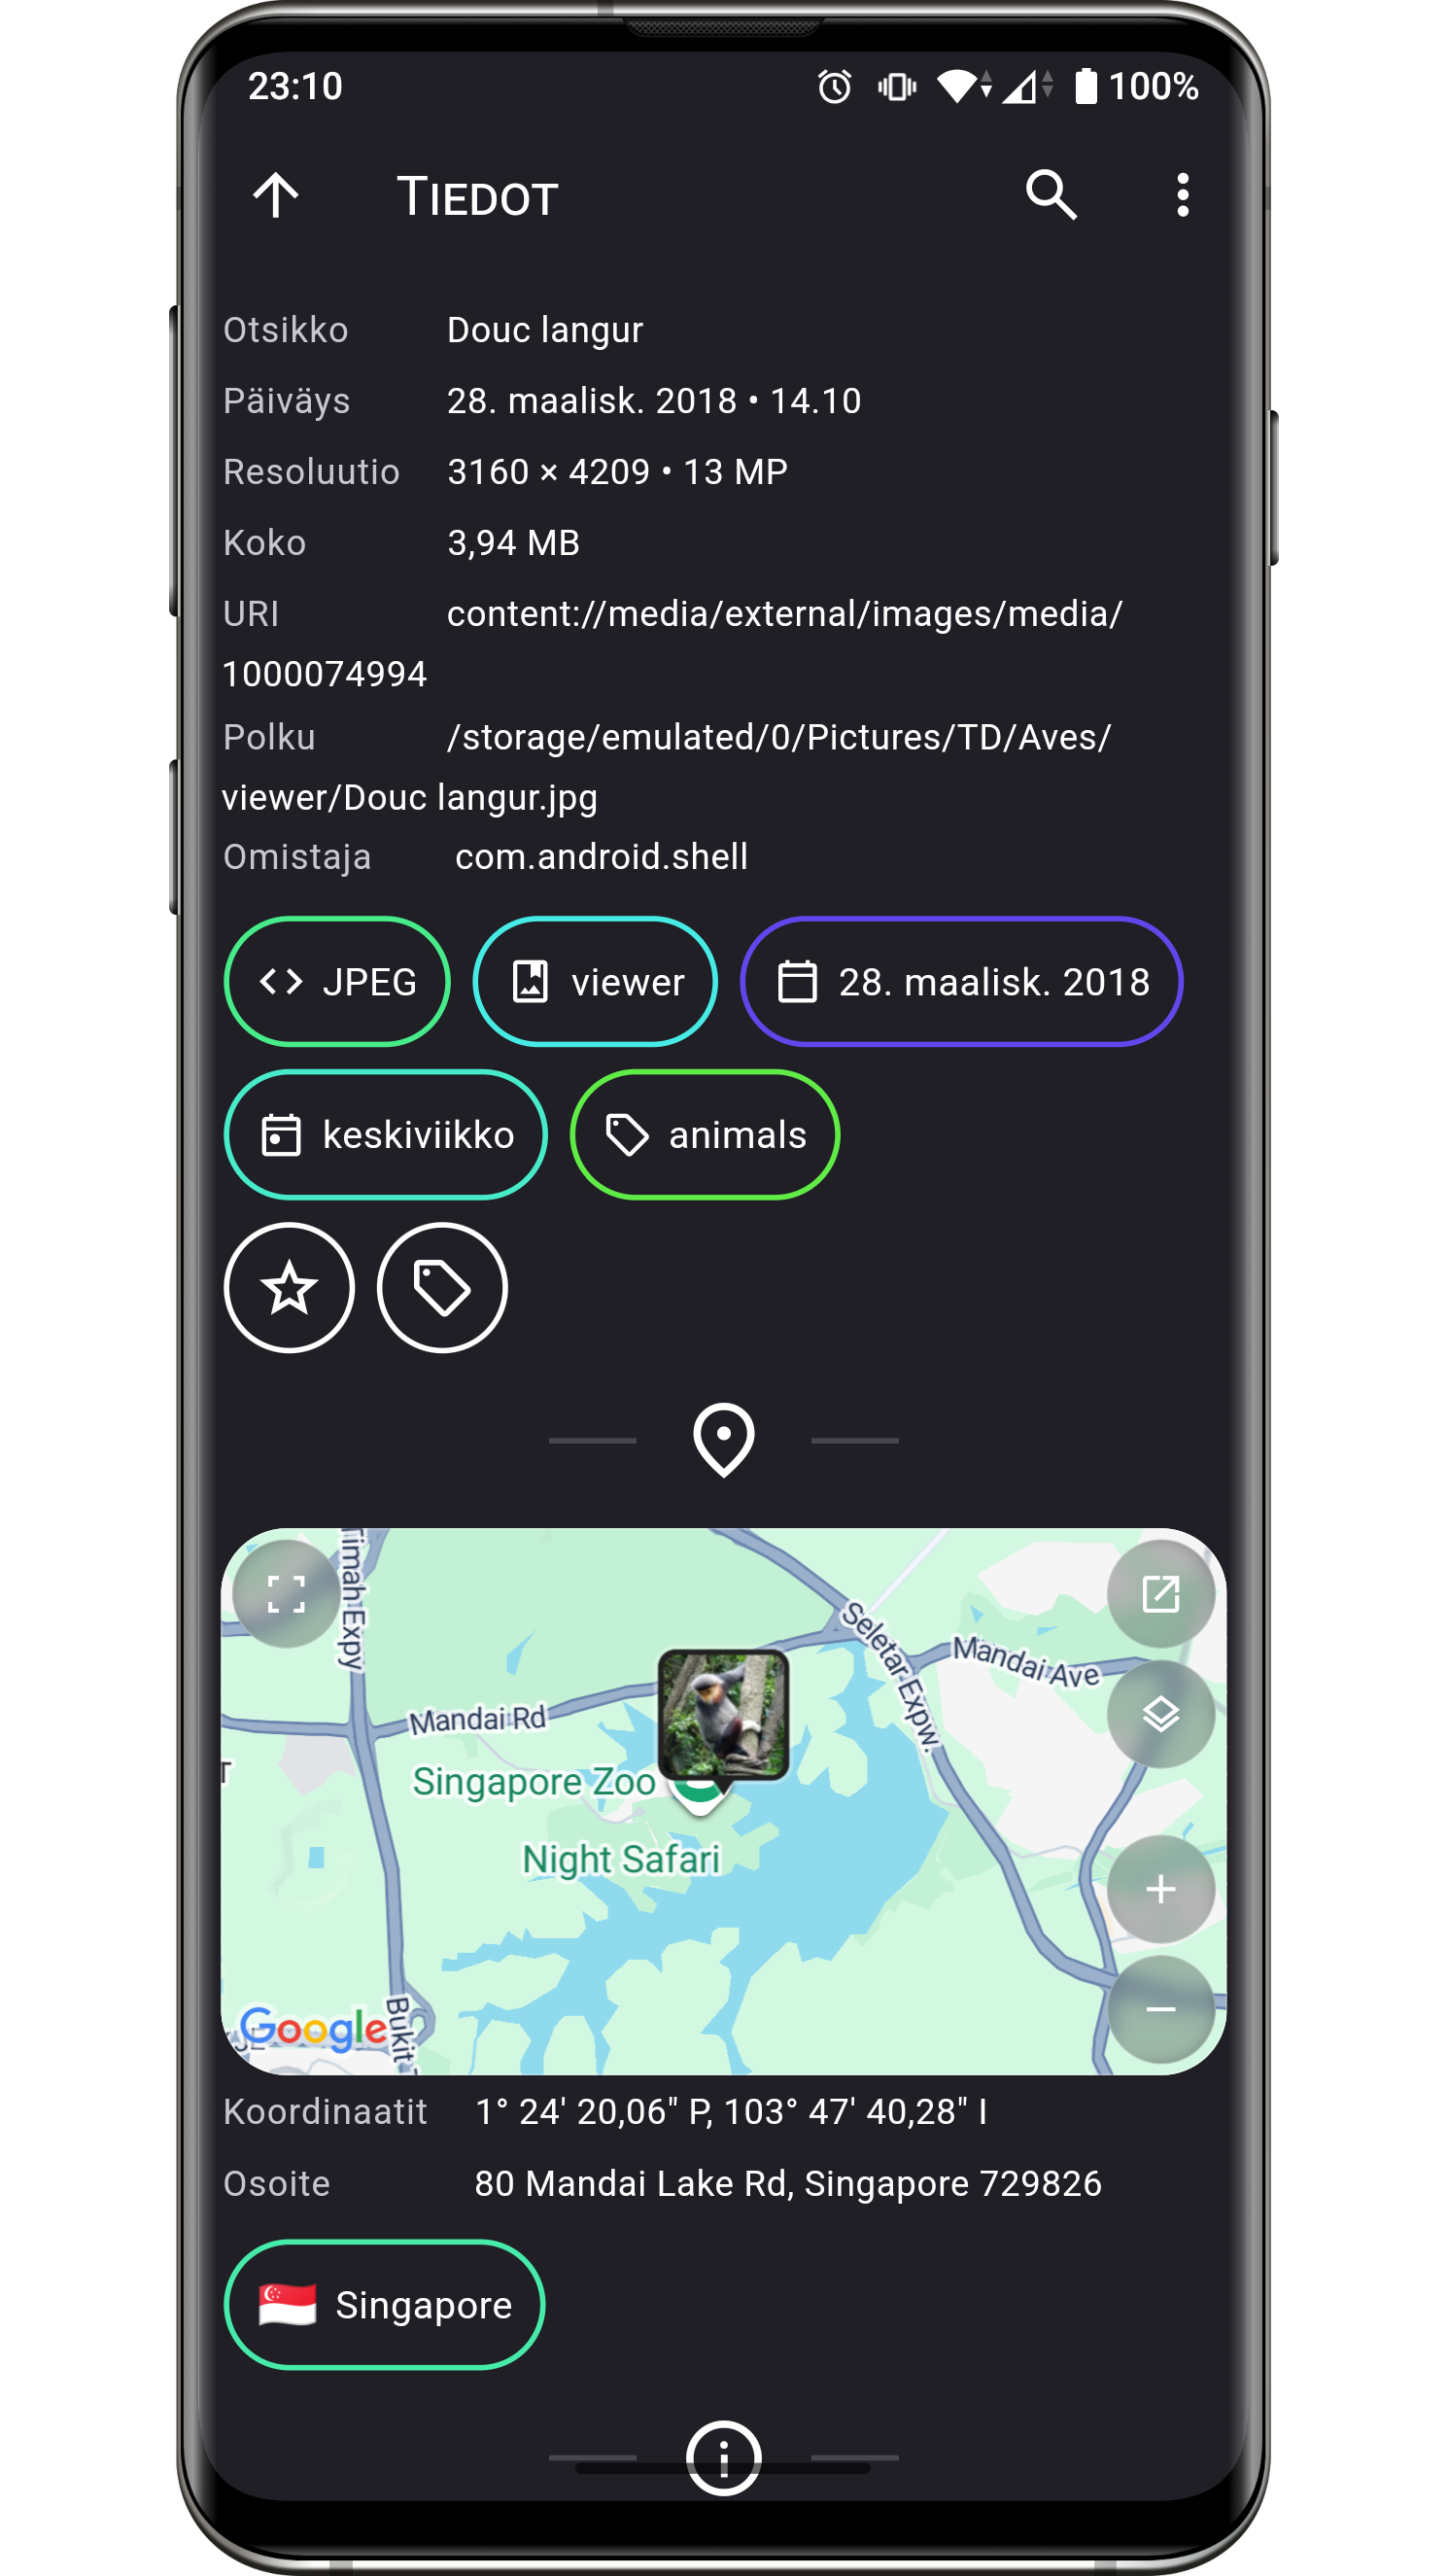 23:10
100%
TIEDOT
Otsikko Douc langur
Päiväys 28. maalisk. 2018 • 14.10
Resoluutio 3160 × 4209 • 13 MP
Koko 3,94 MB
URI content://media/external/images/media/
1000074994
Polku /storage/emulated/0/Pictures/TD/Aves/
viewer/Douc langur.jpg
Omistaja com.android.shell
JPEG
viewer
28. maalisk. 2018
keskiviikko
animals
Timah Expy
Seletar Expw.
Mandai Ave
Mandai Rd
Singapore Zoo
Night Safari
Google
Bukit
Koordinaatit 1° 24' 20,06" P, 103° 47' 40,28" I
Osoite 80 Mandai Lake Rd, Singapore 729826
Singapore